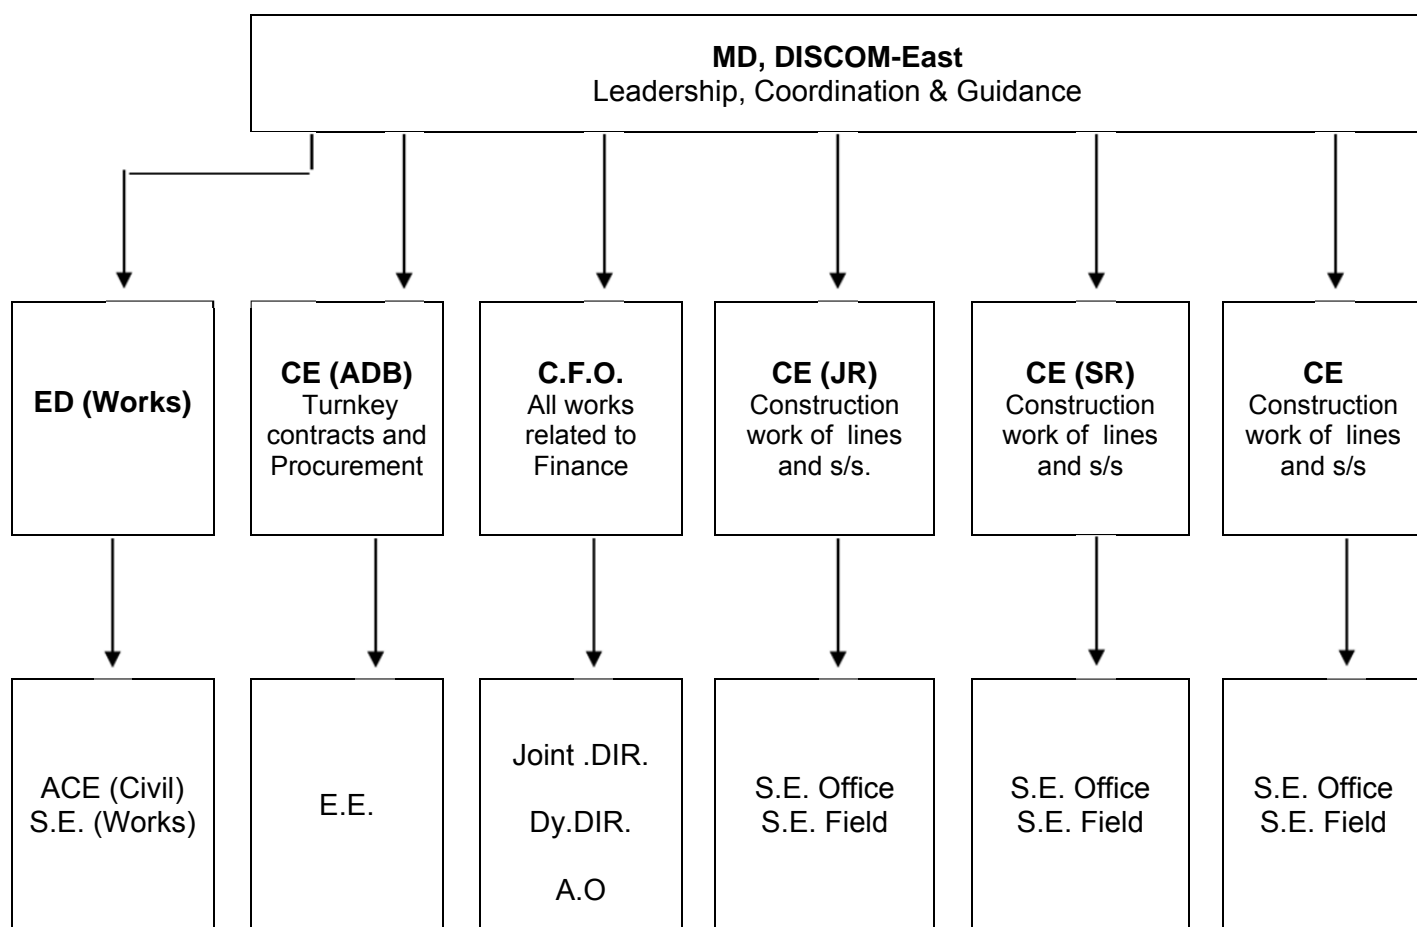 MD, DISCOM-East
Leadership, Coordination & Guidance
ED (Works)
CE (ADB)
Turnkey
contracts and
Procurement
C.F.O.
All works
related to
Finance
CE (JR)
Construction
work of lines
and s/s.
CE (SR)
Construction
work of lines
and s/s
CE
Construction
work of lines
and s/s
ACE (Civil)
S.E. (Works)
E.E.
Joint .DIR.
Dy.DIR.
A.O
S.E. Office
S.E. Field
S.E. Office
S.E. Field
S.E. Office
S.E. Field